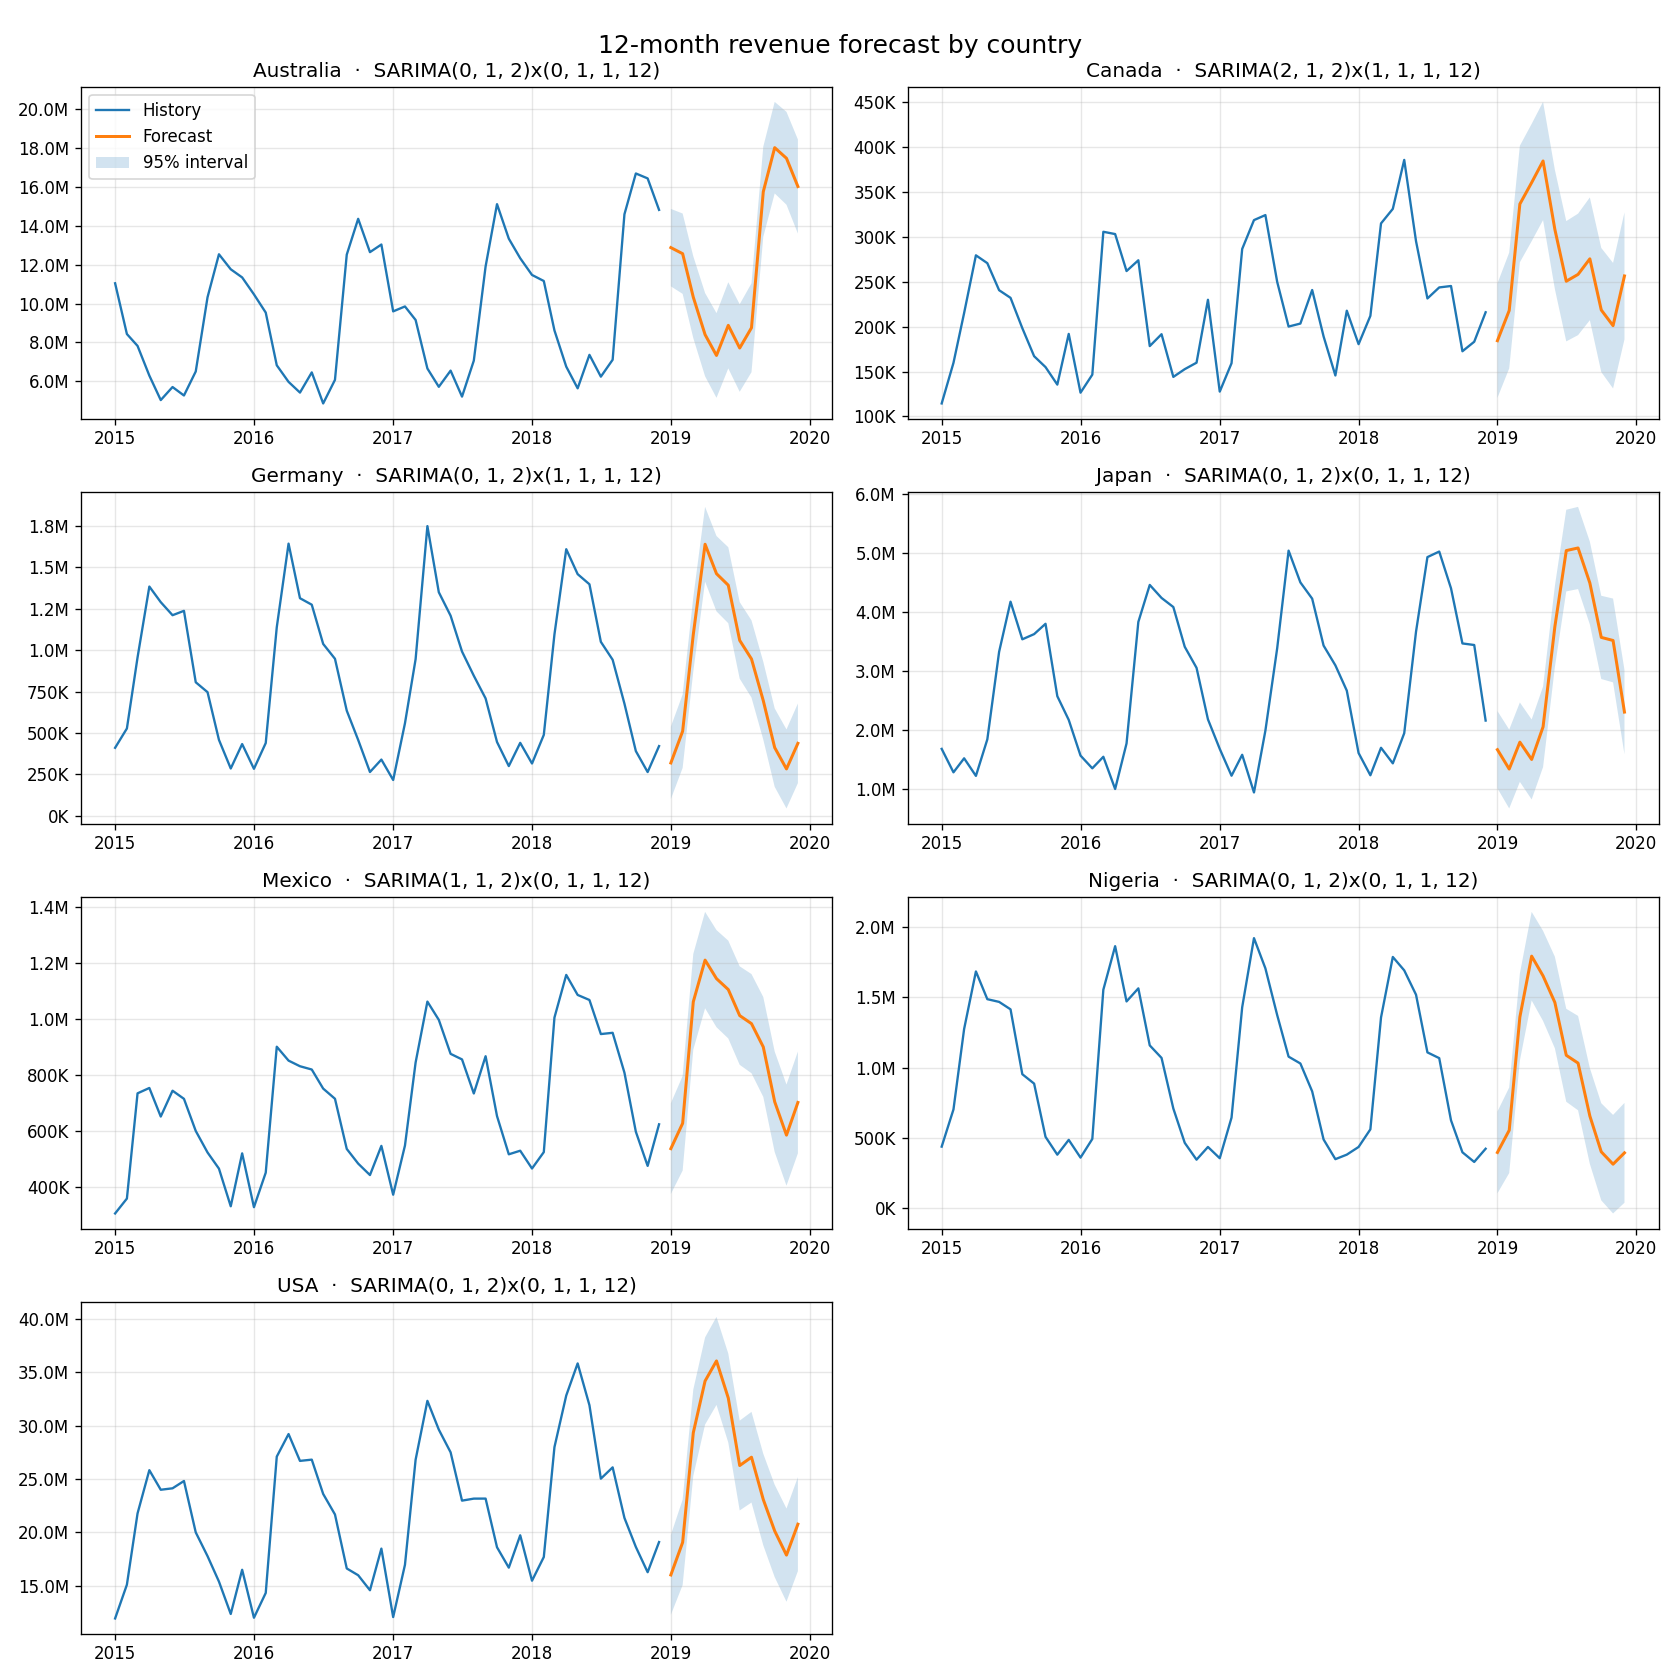 12-month revenue forecast by country
Australia · SARIMA(0, 1, 2)x(0, 1, 1, 12)
History
Forecast
95% interval
20.0M
18.0M
16.0M
14.0M
12.0M
10.0M
8.0M
6.0M
2015 2016 2017 2018 2019 2020
Canada · SARIMA(2, 1, 2)x(1, 1, 1, 12)
450K
400K
350K
300K
250K
200K
150K
100K
2015 2016 2017 2018 2019 2020
Germany · SARIMA(0, 1, 2)x(1, 1, 1, 12)
1.8M
1.5M
1.2M
1.0M
750K
500K
250K
0K
2015 2016 2017 2018 2019 2020
Japan · SARIMA(0, 1, 2)x(0, 1, 1, 12)
6.0M
5.0M
4.0M
3.0M
2.0M
1.0M
2015 2016 2017 2018 2019 2020
Mexico · SARIMA(1, 1, 2)x(0, 1, 1, 12)
1.4M
1.2M
1.0M
800K
600K
400K
2015 2016 2017 2018 2019 2020
Nigeria · SARIMA(0, 1, 2)x(0, 1, 1, 12)
2.0M
1.5M
1.0M
500K
0K
2015 2016 2017 2018 2019 2020
USA · SARIMA(0, 1, 2)x(0, 1, 1, 12)
40.0M
35.0M
30.0M
25.0M
20.0M
15.0M
2015 2016 2017 2018 2019 2020